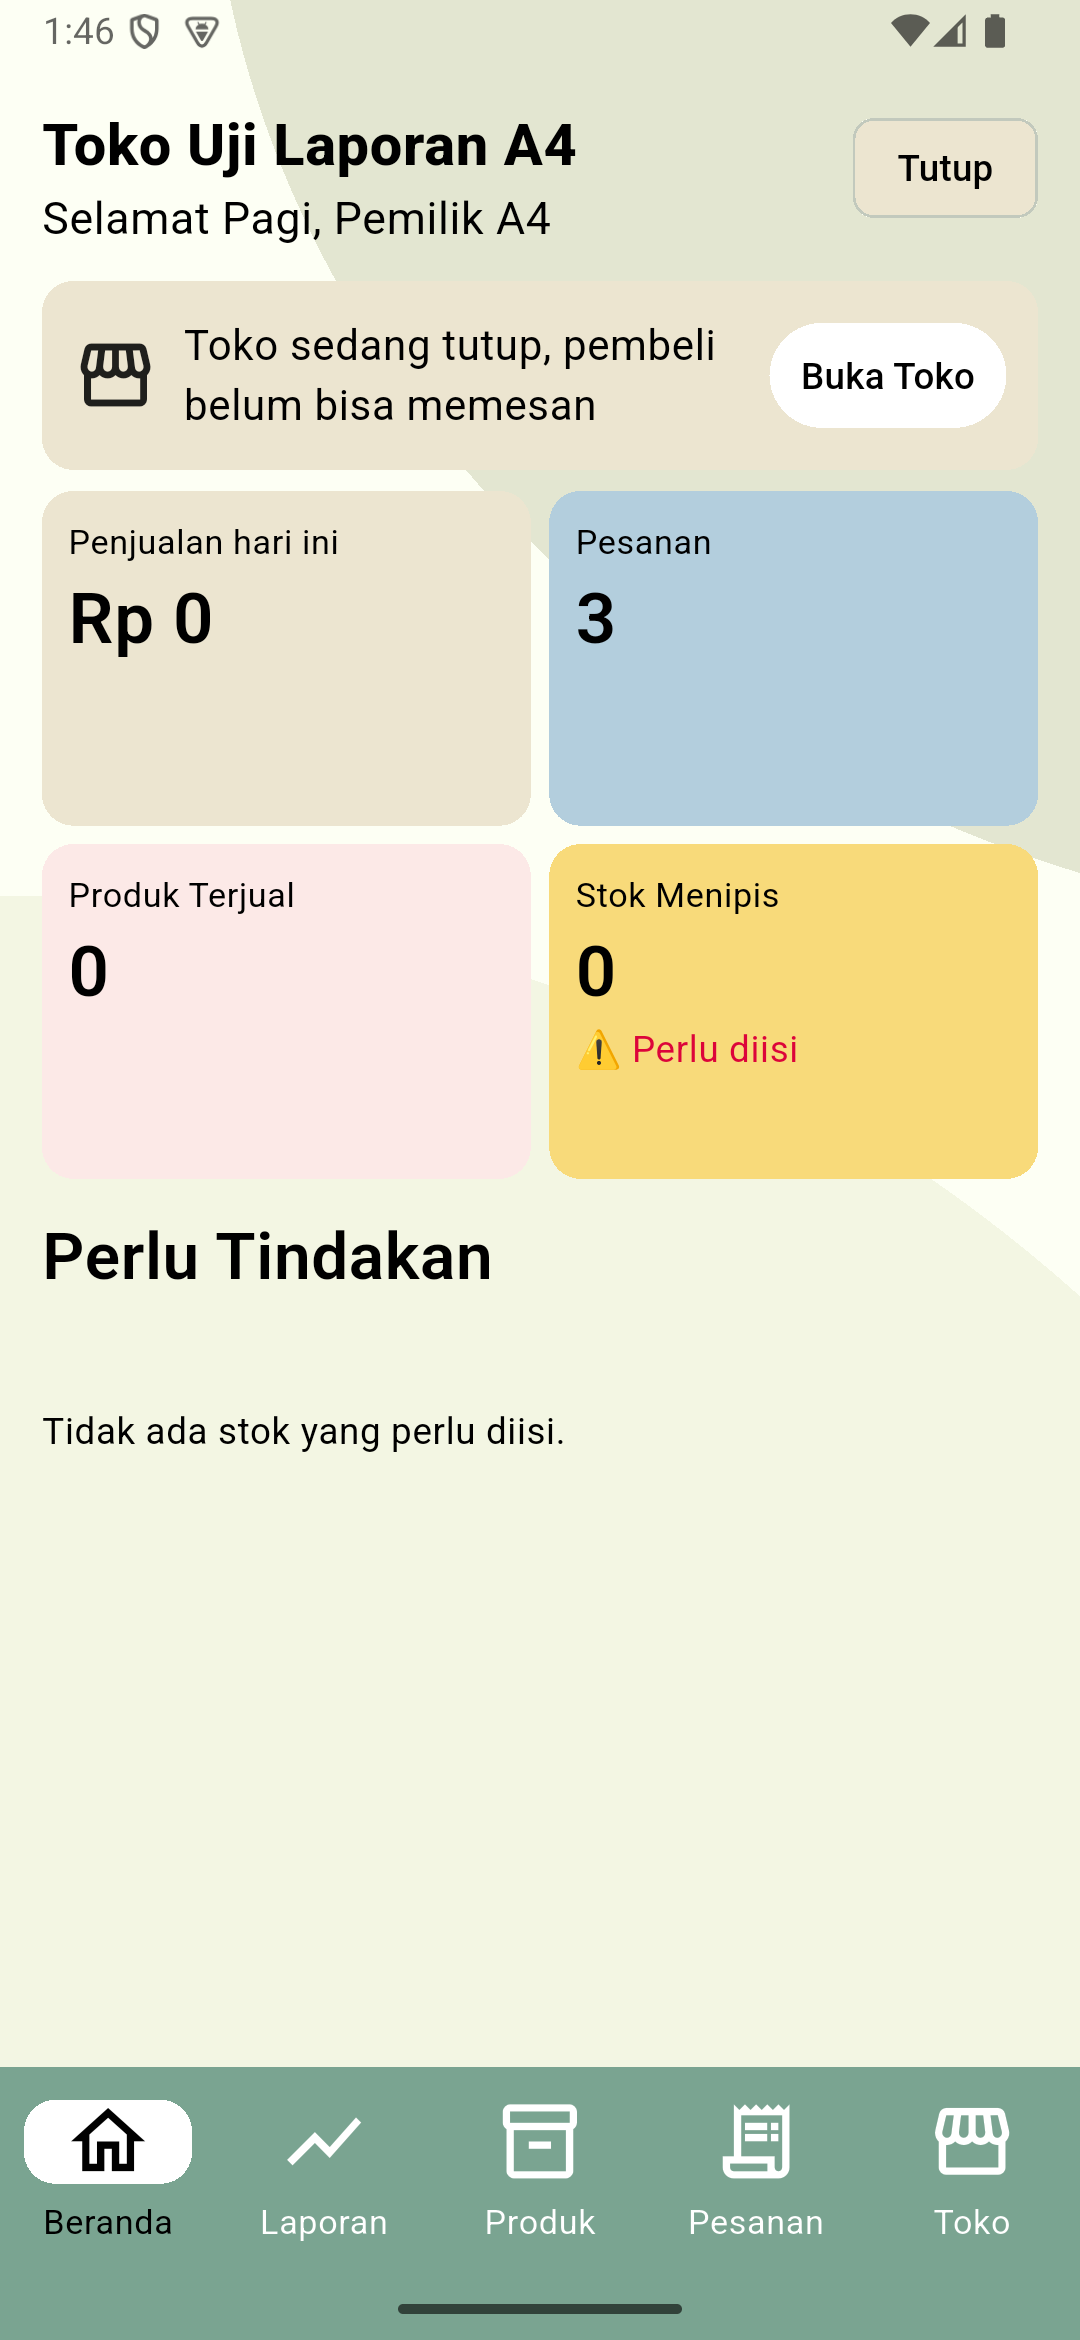 1:46
Toko Uji Laporan A4
Tutup
Selamat Pagi, Pemilik A4
Toko sedang tutup, pembeli
belum bisa memesan
Buka Toko
Penjualan hari ini
Rp 0
Pesanan
3
Produk Terjual
0
Stok Menipis
0
⚠️ Perlu diisi
Perlu Tindakan
Tidak ada stok yang perlu diisi.
Beranda
Laporan
Produk
Pesanan
Toko